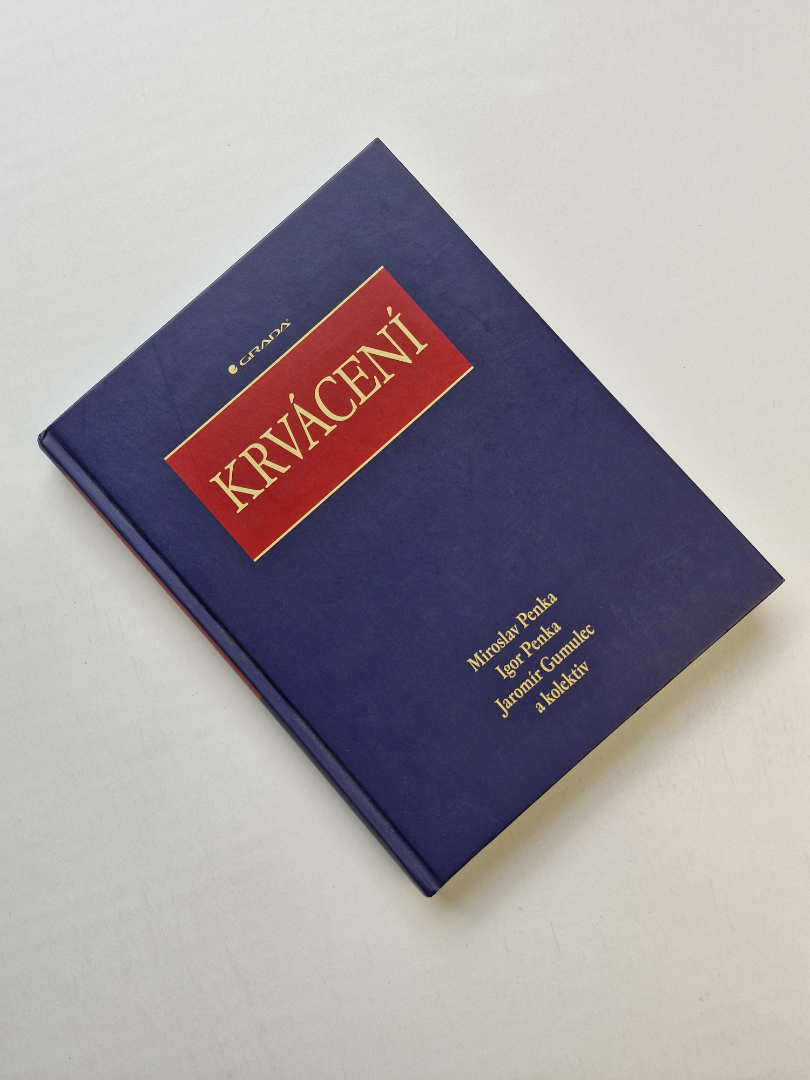 GRADA®
KRVÁCENÍ
Miroslav Penka
Igor Penka
Jaromír Gumulec
a kolektiv